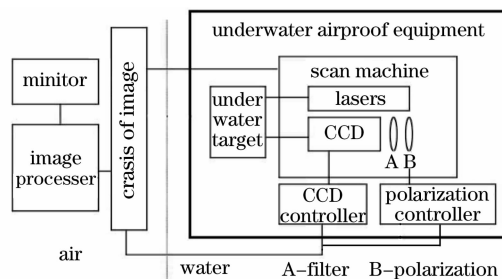 underwater airproof equipment
minitor
image
processer
crasis of image
scan machine
under
water
target
lasers
CCD
A B
CCD
controller
polarization
controller
air
water
A-filter
B-polarization